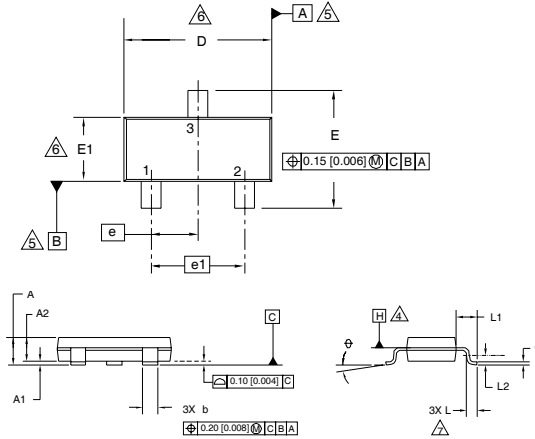 6
D
A 5
3
6 E1
E
1 2
⌖ 0.15 [0.006] Ⓜ C B A
5 B
e
e1
A
A2
A1
C
⌓ 0.10 [0.004] C
3X b
⌖ 0.20 [0.008] Ⓜ C B A
H 4
L1
θ
L2
3X L
7